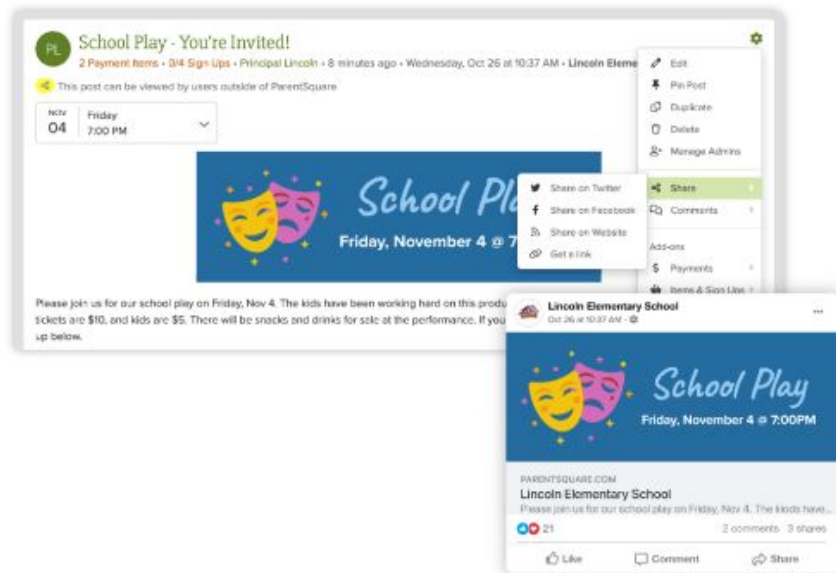 PL
School Play - You're Invited!
2 Payment Items • 0/4 Sign Ups • Principal Lincoln • 8 minutes ago • Wednesday, Oct 26 at 10:37 AM • Lincoln Eleme
This post can be viewed by users outside of ParentSquare
NOV
04
Friday
7:00 PM
School Pl
Friday, November 4 @ 7
Edit
Pin Post
Duplicate
Delete
Manage Admins
Share
Comments
Add-ons
$ Payments
Items & Sign Ups
Share on Twitter
Share on Facebook
Share on Website
Get a link
Please join us for our school play on Friday, Nov 4. The kids have been working hard on this produ
tickets are $10, and kids are $5. There will be snacks and drinks for sale at the performance. If you
up below.
Lincoln Elementary School
Oct 26 at 10:37 AM
School Play
Friday, November 4 @ 7:00PM
PARENTSQUARE.COM
Lincoln Elementary School
Please join us for our school play on Friday, Nov 4. The kiods have...
21
2 comments 3 shares
Like
Comment
Share